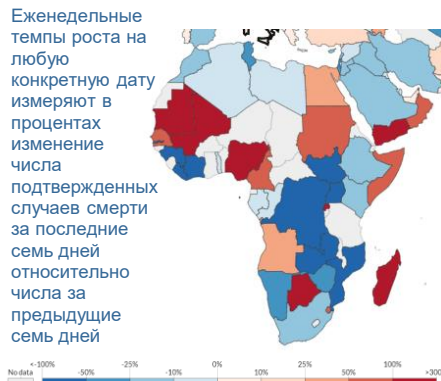 Еженедельные
темпы роста на
любую
конкретную дату
измеряют в
процентах
изменение
числа
подтвержденных
случаев смерти
за последние
семь дней
относительно
числа за
предыдущие
семь дней
No data <-100% -50% -25% -10% 0% 10% 25% 50% 100% >300